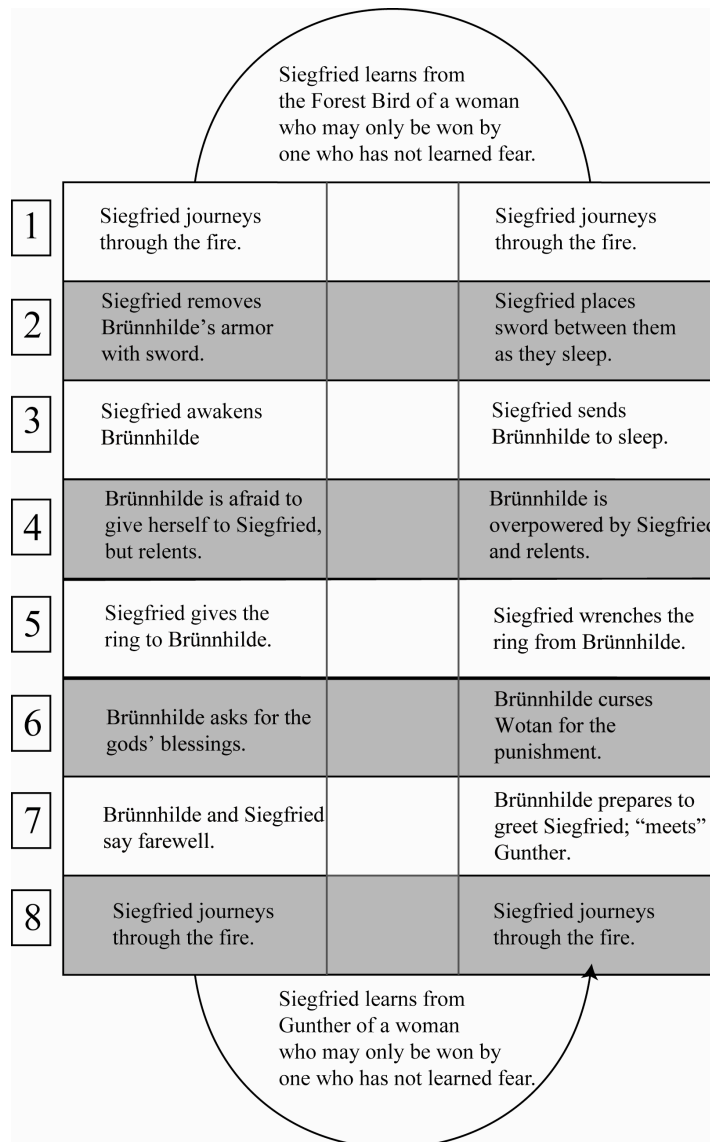 Siegfried learns from
the Forest Bird of a woman
who may only be won by
one who has not learned fear.
1
Siegfried journeys
through the fire.
Siegfried journeys
through the fire.
2
Siegfried removes
Brünnhilde’s armor
with sword.
Siegfried places
sword between them
as they sleep.
3
Siegfried awakens
Brünnhilde
Siegfried sends
Brünnhilde to sleep.
4
Brünnhilde is afraid to
give herself to Siegfried,
but relents.
Brünnhilde is
overpowered by Siegfried
and relents.
5
Siegfried gives the
ring to Brünnhilde.
Siegfried wrenches the
ring from Brünnhilde.
6
Brünnhilde asks for the
gods’ blessings.
Brünnhilde curses
Wotan for the
punishment.
7
Brünnhilde and Siegfried
say farewell.
Brünnhilde prepares to
greet Siegfried; “meets”
Gunther.
8
Siegfried journeys
through the fire.
Siegfried journeys
through the fire.
Siegfried learns from
Gunther of a woman
who may only be won by
one who has not learned fear.